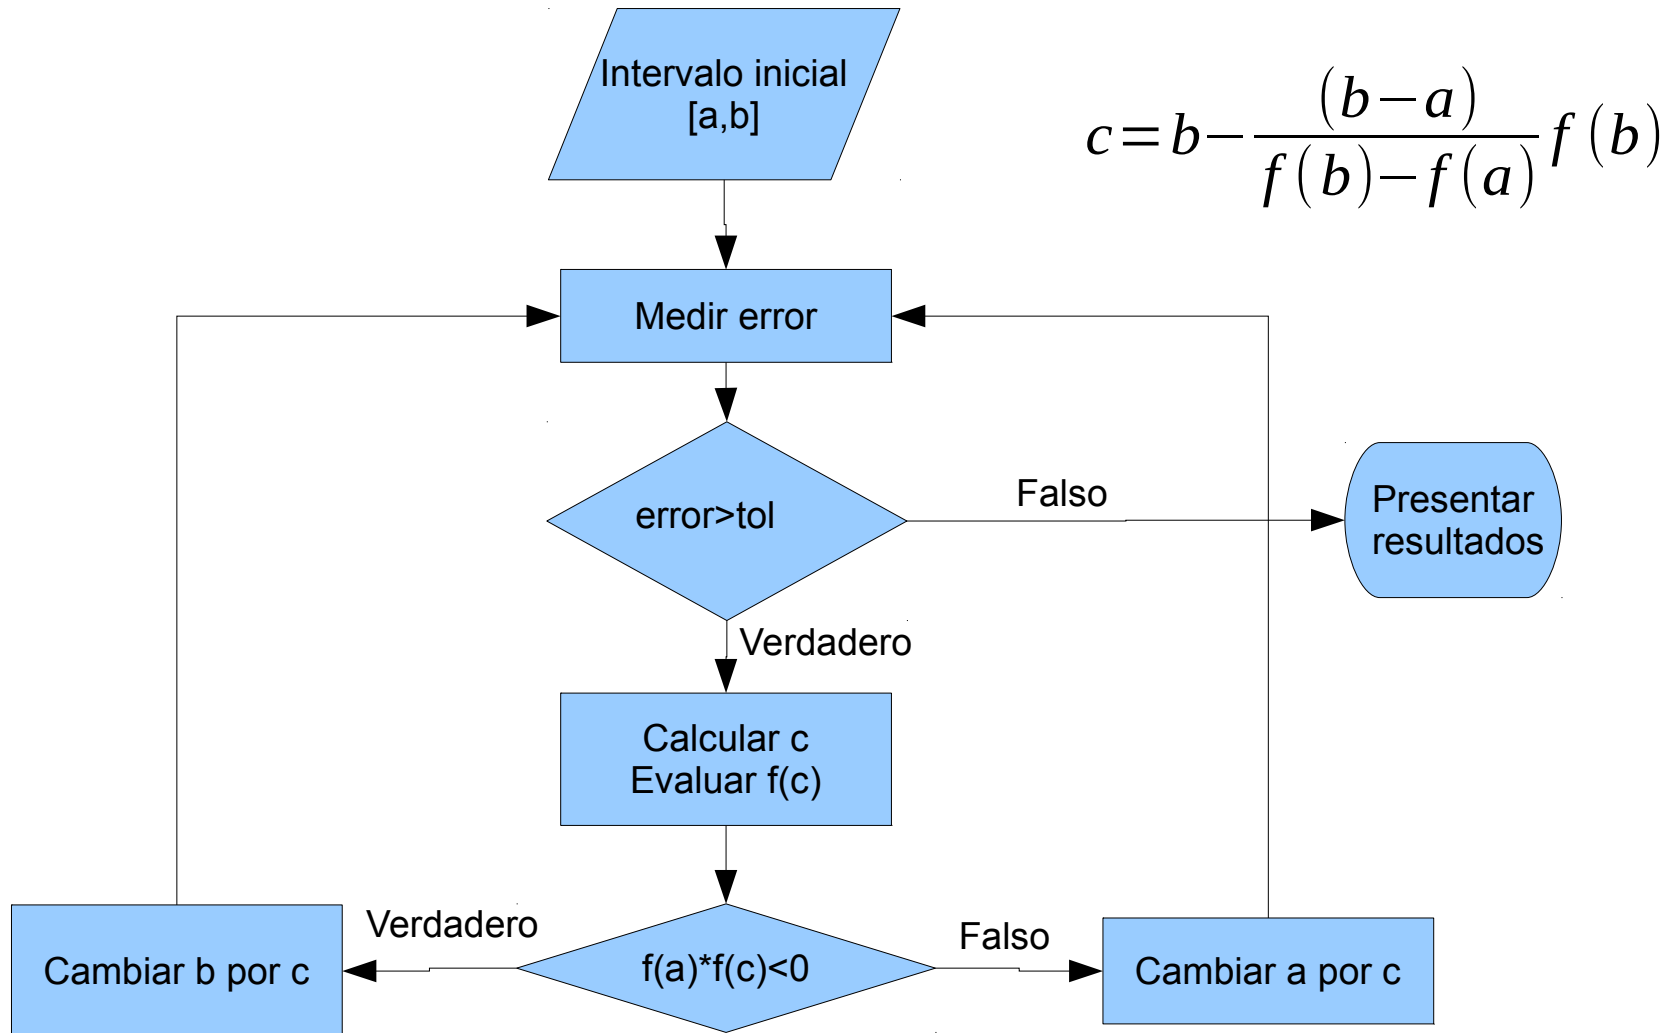 Intervalo inicial
[a,b]
c=b-\frac{(b-a)}{f(b)-f(a)}f(b)
Medir error
error>tol
Falso
Presentar
resultados
Verdadero
Calcular c
Evaluar f(c)
Verdadero
Falso
Cambiar b por c
f(a)*f(c)<0
Cambiar a por c